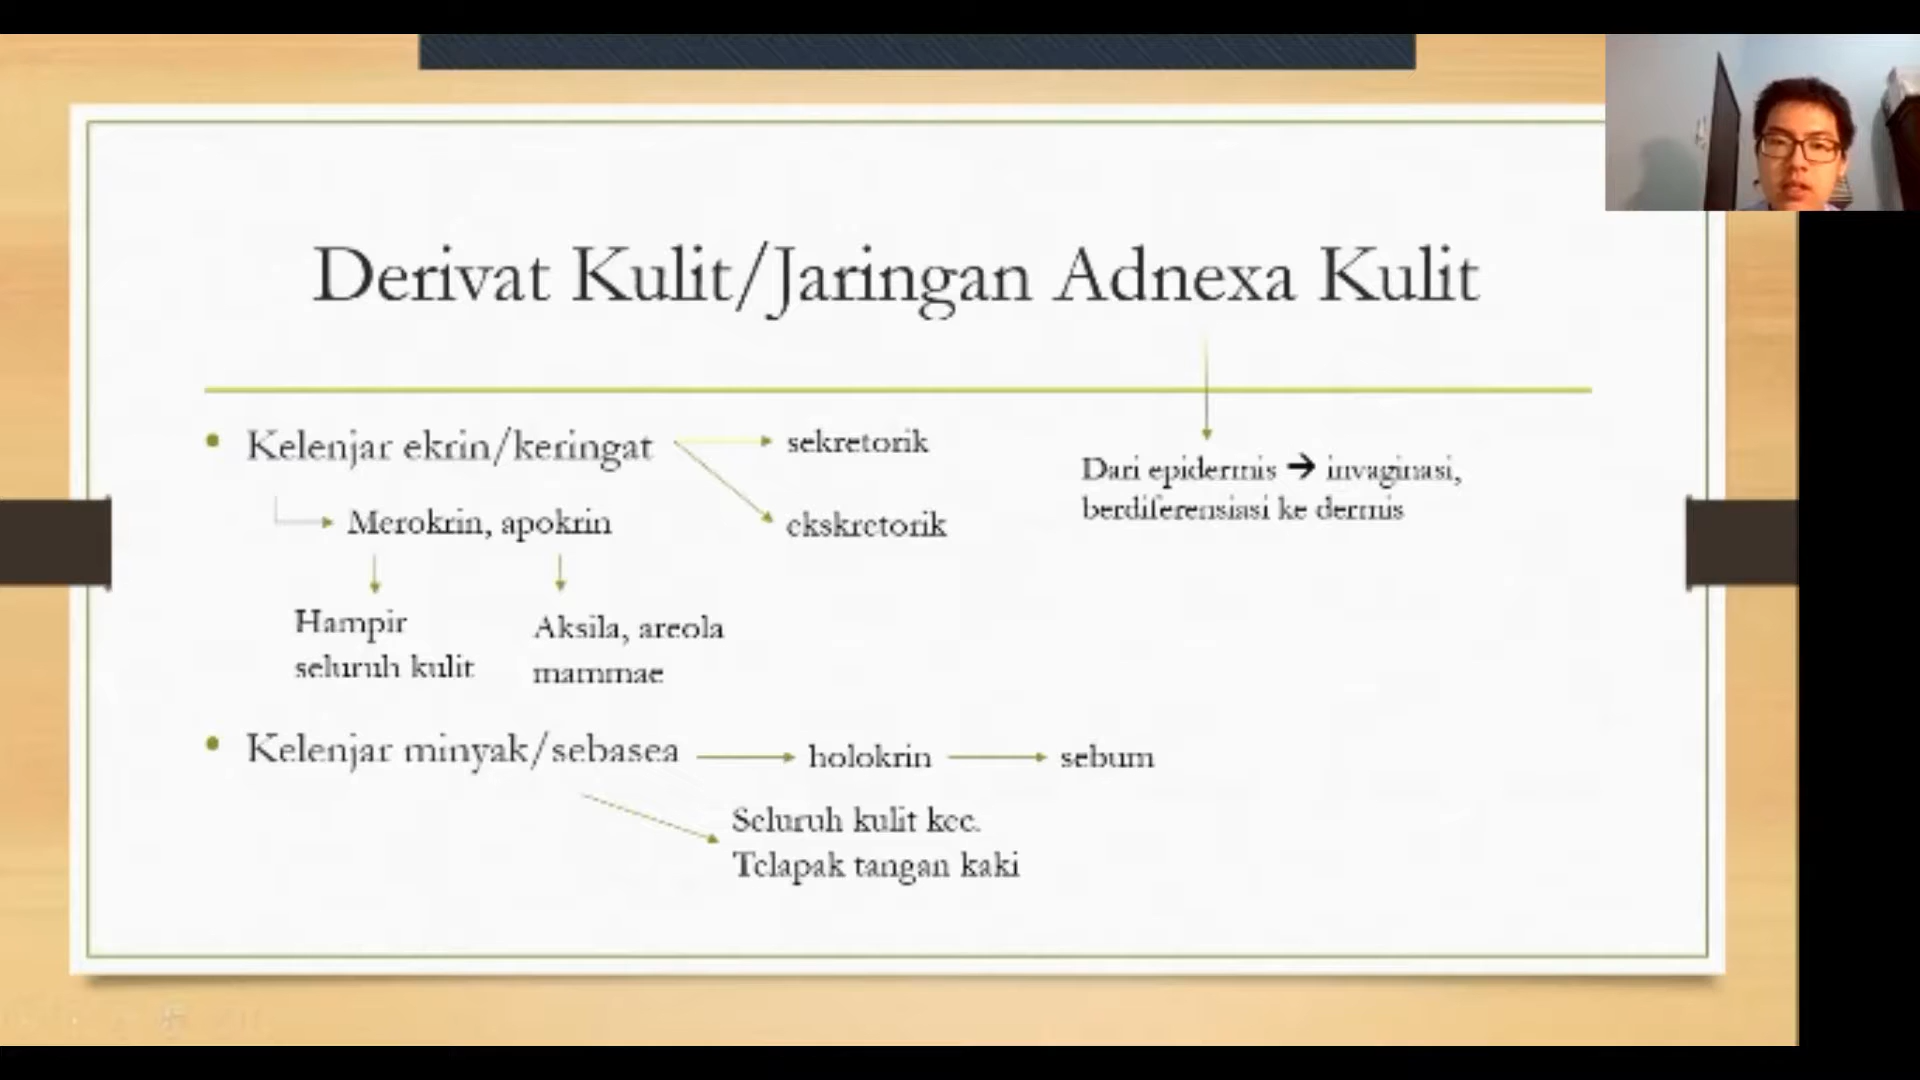 Derivat Kulit/Jaringan Adnexa Kulit
Kelenjar ekrin/keringat
sekretorik
ekskretorik
Dari epidermis → invaginasi,
berdiferensiasi ke dermis
Merokrin, apokrin
Hampir
seluruh kulit
Aksila, areola
mammae
Kelenjar minyak/sebasea
holokrin
sebum
Seluruh kulit kec.
Telapak tangan kaki